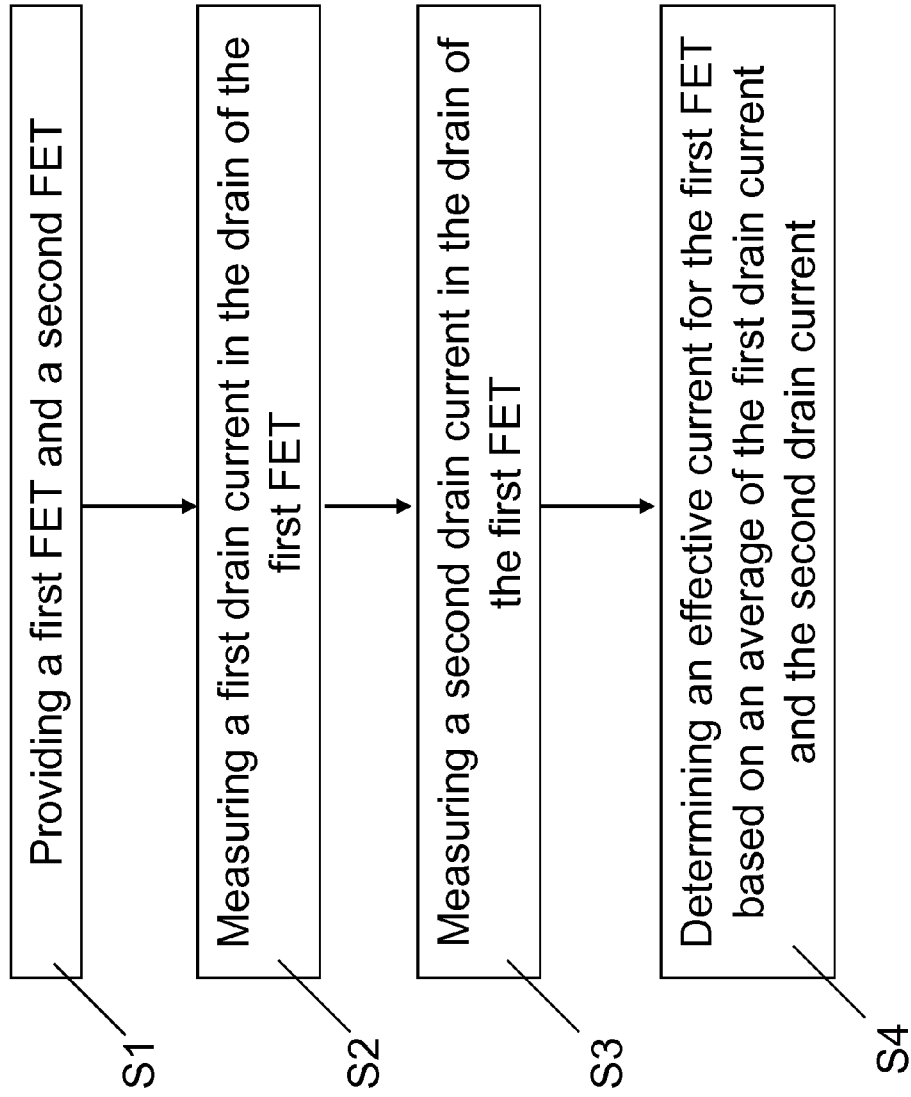 Providing a first FET and a second FET
S1
Measuring a first drain current in the drain of the
first FET
S2
Measuring a second drain current in the drain of
the first FET
S3
Determining an effective current for the first FET
based on an average of the first drain current
and the second drain current
S4